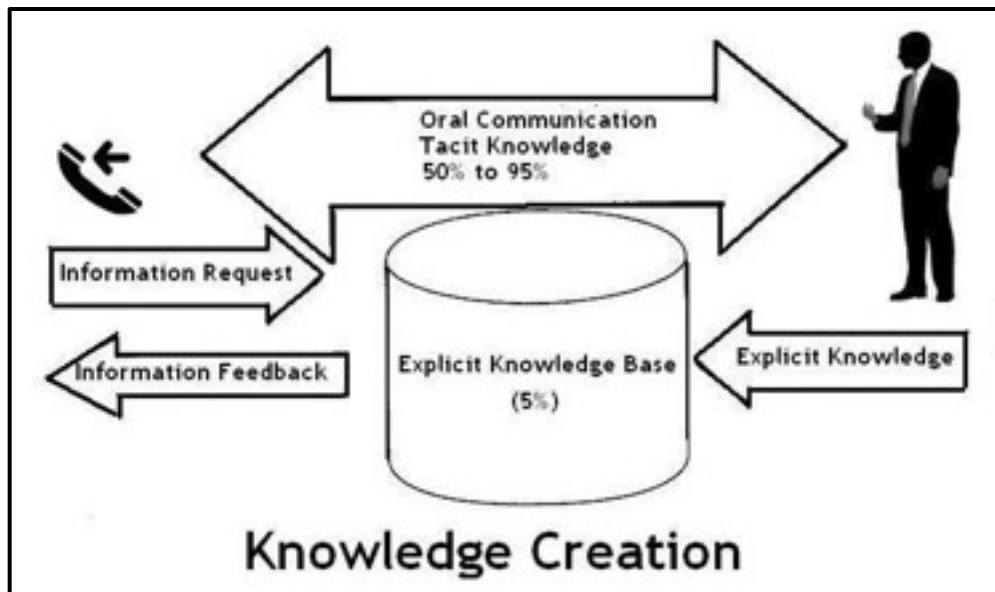 Oral Communication
Tacit Knowledge
50% to 95%
Information Request
Information Feedback
Explicit Knowledge Base
(5%)
Explicit Knowledge
Knowledge Creation